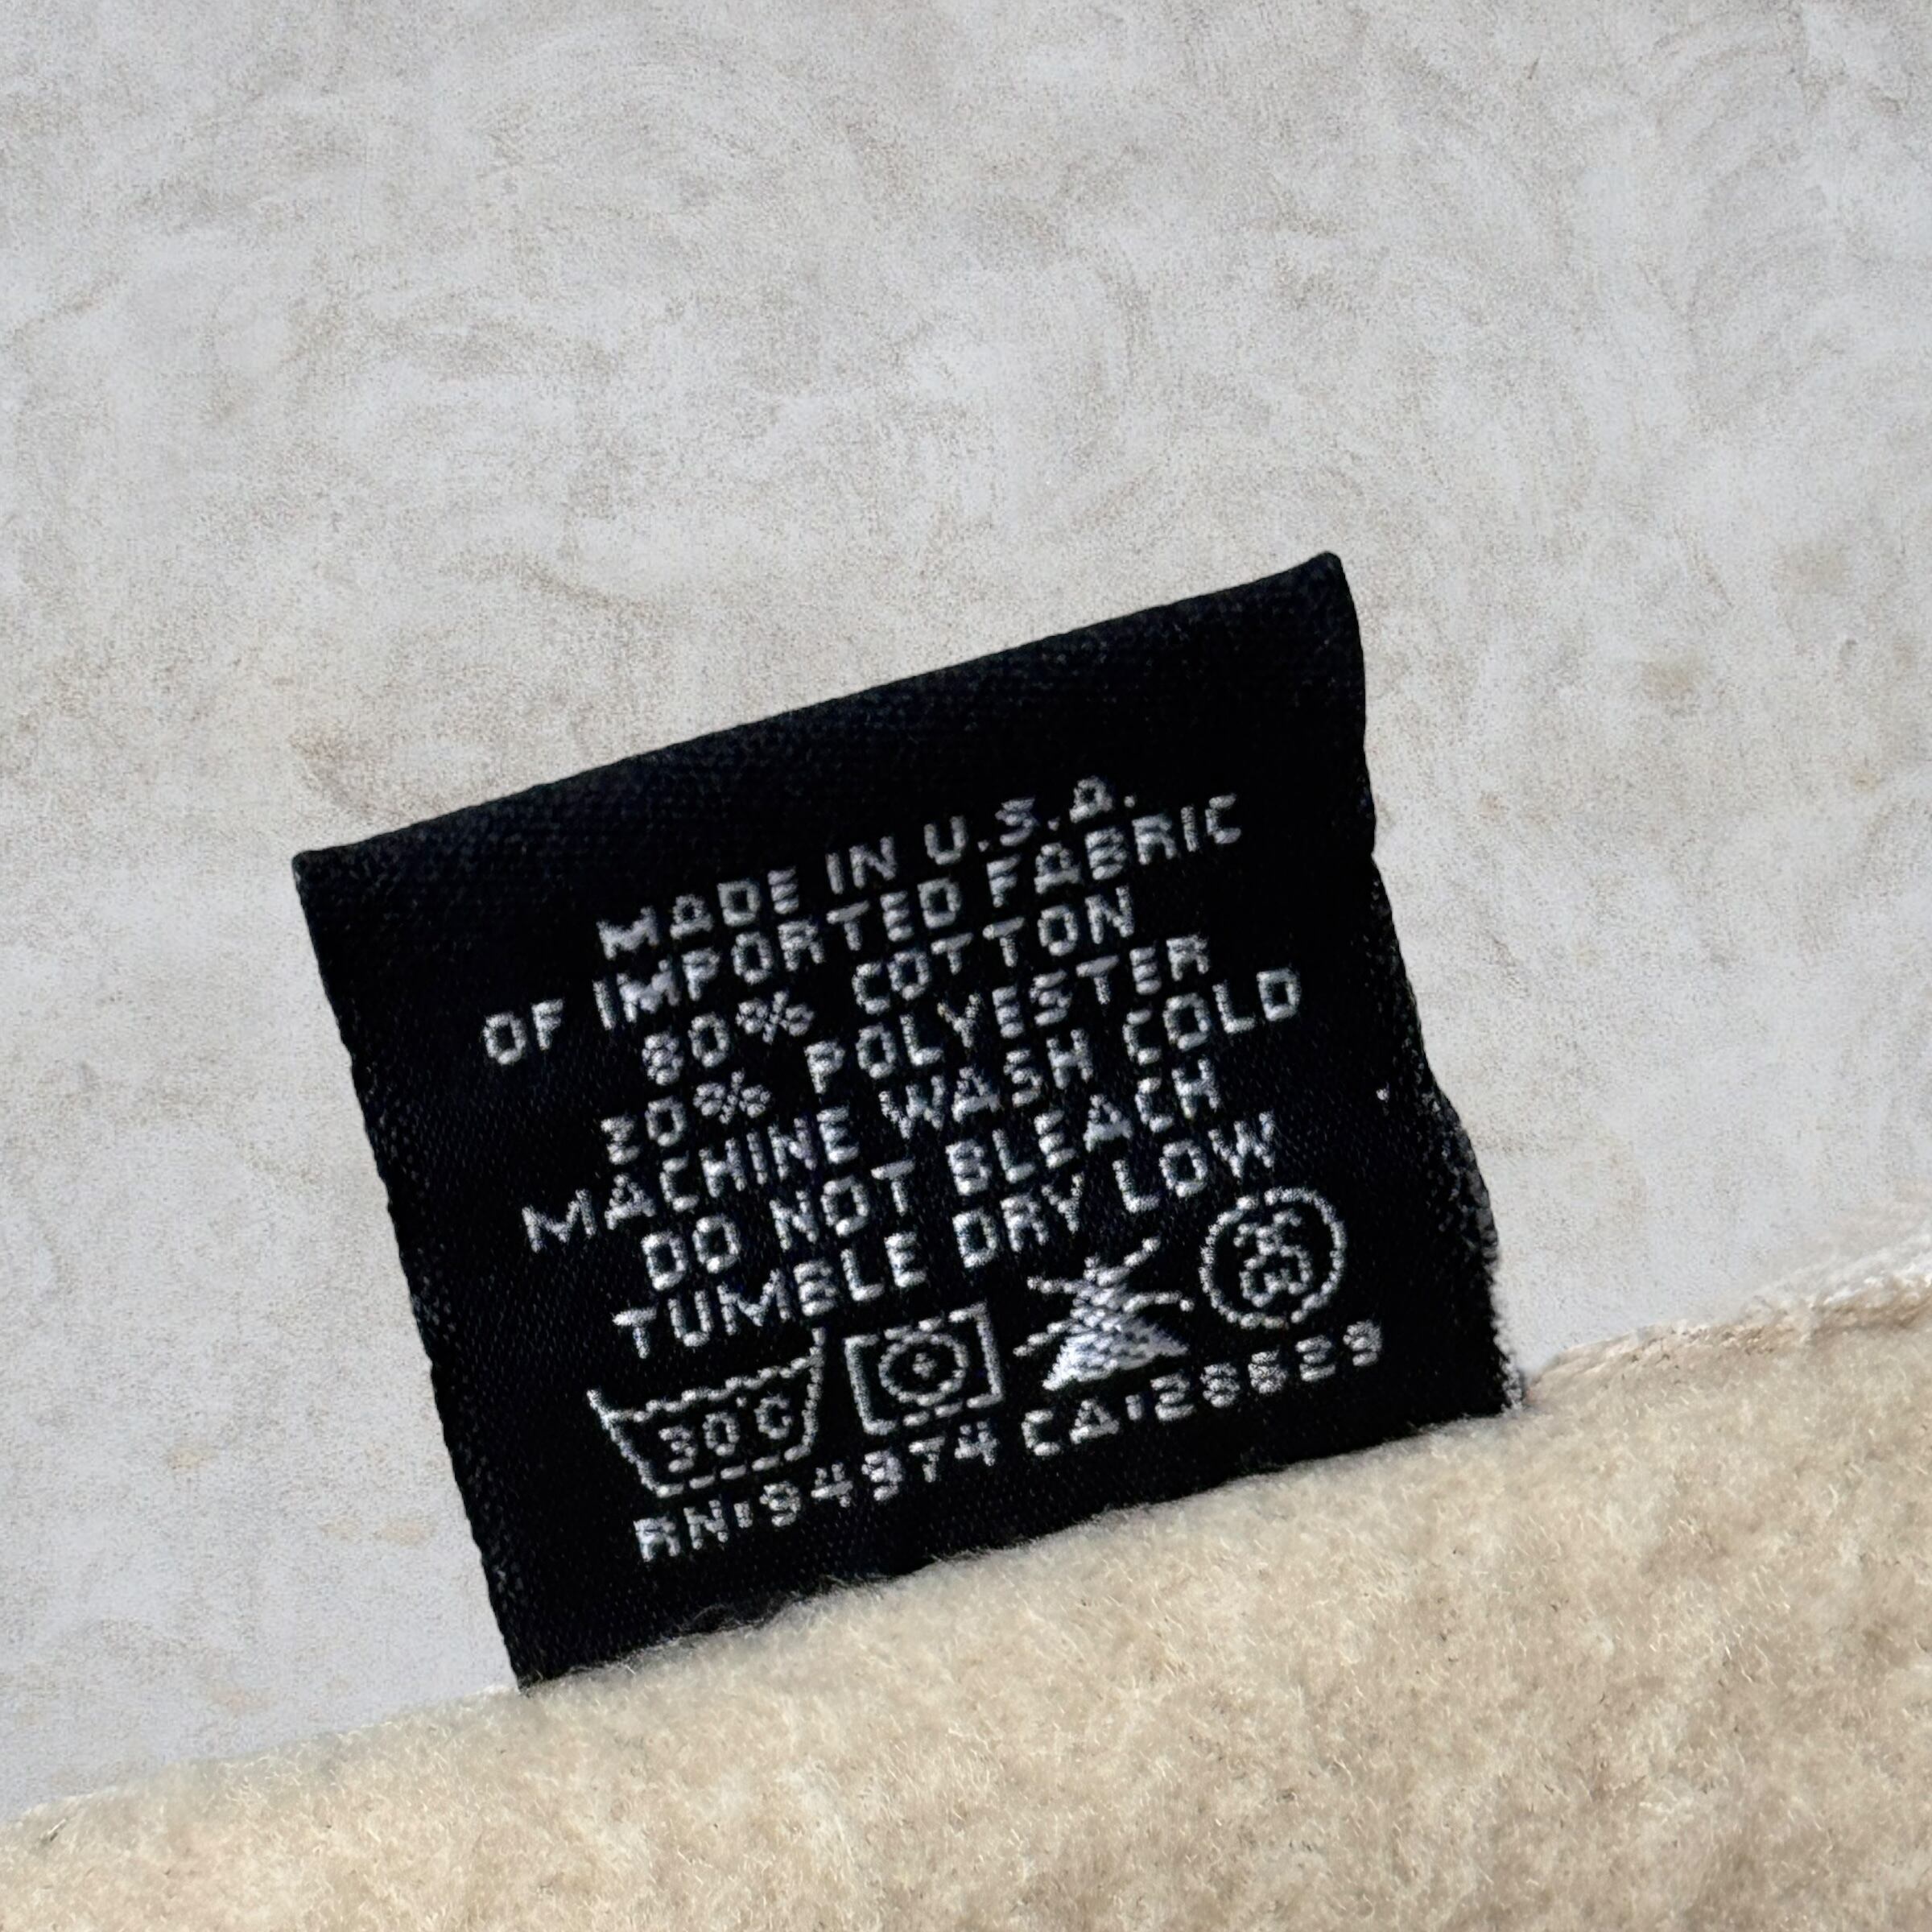 MADE IN U.S.A.
OF IMPORTED FABRIC
80% COTTON
20% POLYESTER
MACHINE WASH COLD
DO NOT BLEACH
TUMBLE DRY LOW
30°C
RN:94974 CA:28629